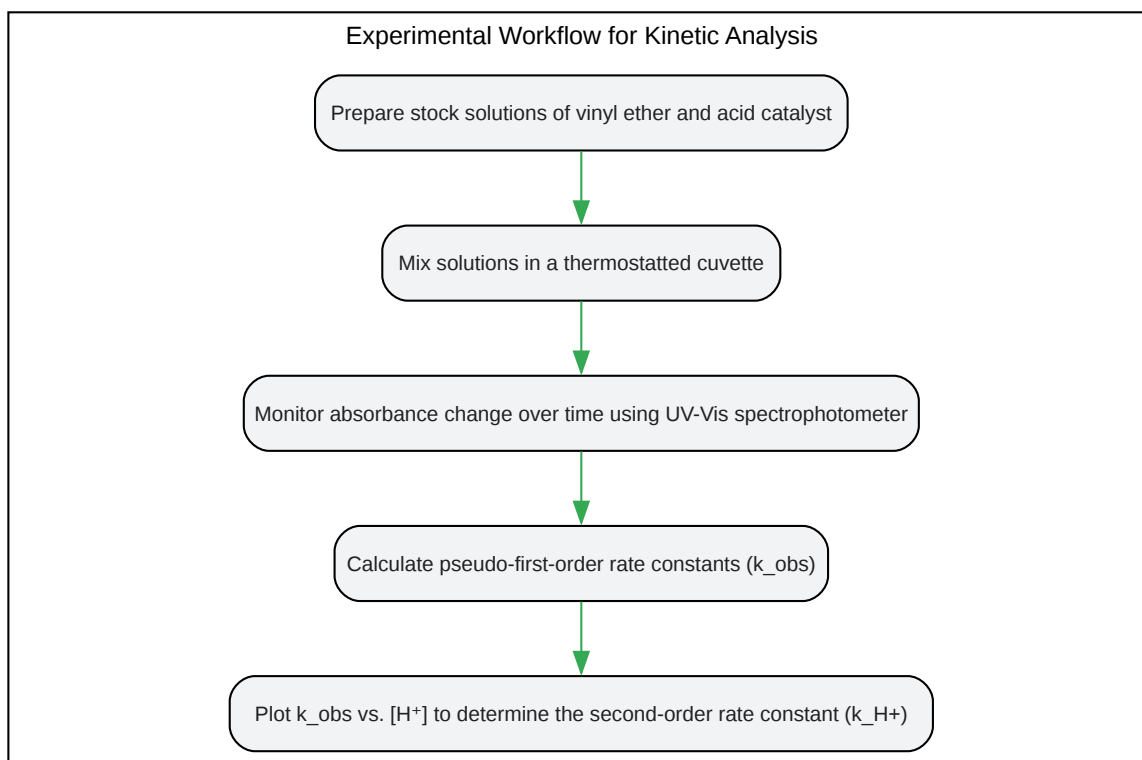 Experimental Workflow for Kinetic Analysis
Prepare stock solutions of vinyl ether and acid catalyst
Mix solutions in a thermostatted cuvette
Monitor absorbance change over time using UV-Vis spectrophotometer
Calculate pseudo-first-order rate constants (k_obs)
Plot k_obs vs. [H⁺] to determine the second-order rate constant (k_H+)